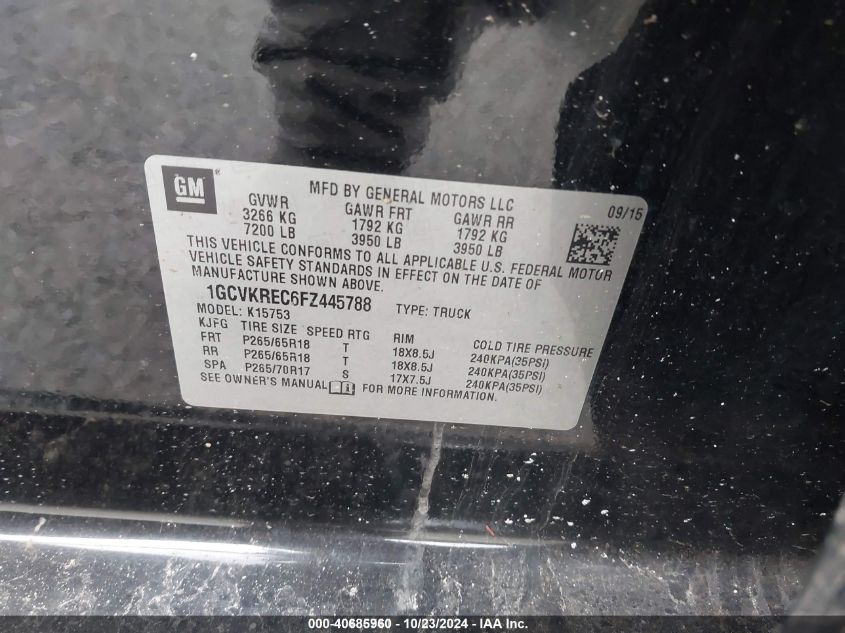 GM ®
MFD BY GENERAL MOTORS LLC
09/15
GVWR GAWR FRT GAWR RR
3266 KG 1792 KG 1792 KG
7200 LB 3950 LB 3950 LB
THIS VEHICLE CONFORMS TO ALL APPLICABLE U.S. FEDERAL MOTOR
VEHICLE SAFETY STANDARDS IN EFFECT ON THE DATE OF
MANUFACTURE SHOWN ABOVE.
1GCVKREC6FZ445788 TYPE: TRUCK
MODEL: K15753
KJFG TIRE SIZE SPEED RTG RIM COLD TIRE PRESSURE
FRT P265/65R18 T 18X8.5J 240KPA(35PSI)
RR P265/65R18 T 18X8.5J 240KPA(35PSI)
SPA P265/70R17 S 17X7.5J 240KPA(35PSI)
SEE OWNER'S MANUAL FOR MORE INFORMATION.
000-40685960 - 10/23/2024 - IAA, Inc.